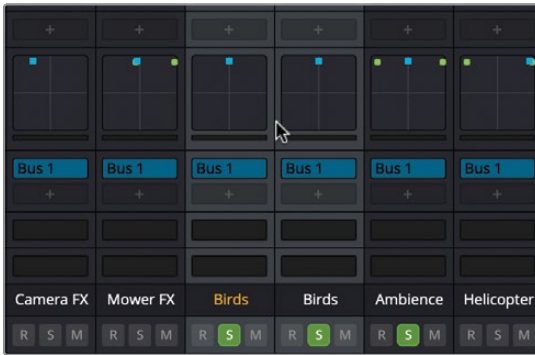 + + + + + +
Bus 1 Bus 1 Bus 1 Bus 1 Bus 1 Bus 1
+ + + + + +
Camera FX Mower FX Birds Birds Ambience Helicopter
R S M R S M R S M R S M R S M R S